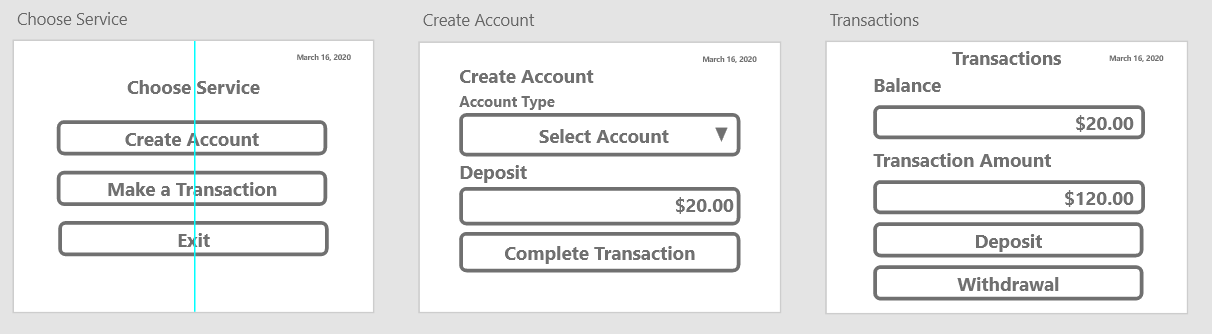 Choose Service
March 16, 2020
Choose Service
Create Account
Make a Transaction
Exit
Create Account
March 16, 2020
Create Account
Account Type
Select Account ▼
Deposit
$20.00
Complete Transaction
Transactions
Transactions
March 16, 2020
Balance
$20.00
Transaction Amount
$120.00
Deposit
Withdrawal